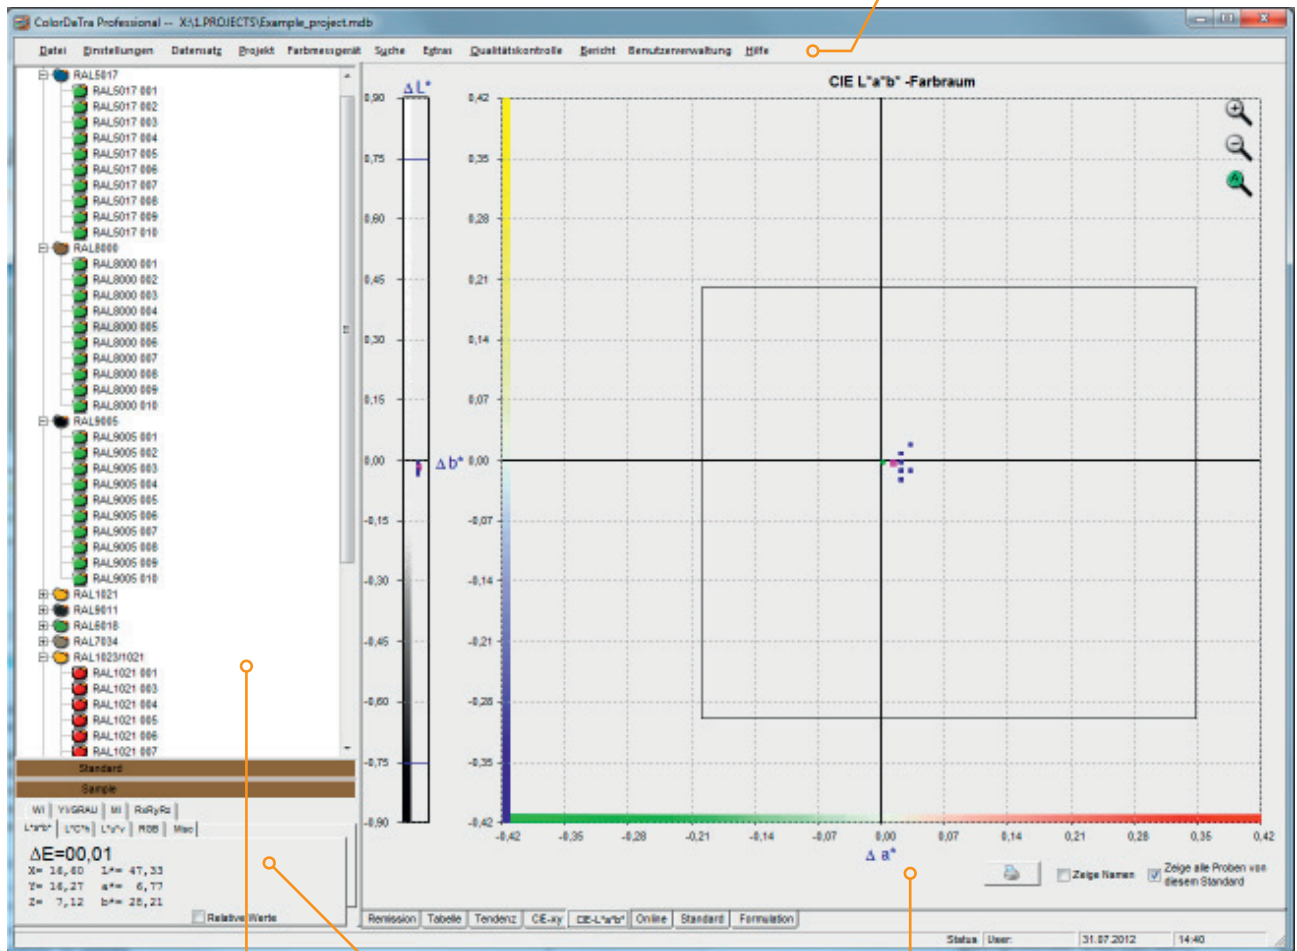 ColorDaTra Professional -- X:\1.PROJECTS\Example_project.mdb
Datei Einstellungen Datensatz Projekt Farbmessgerät Suche Extras Qualitätskontrolle Bericht Benutzerverwaltung Hilfe
RAL5017
RAL5017 001
RAL5017 002
RAL5017 003
RAL5017 004
RAL5017 005
RAL5017 006
RAL5017 007
RAL5017 008
RAL5017 009
RAL5017 010
RAL8000
RAL8000 001
RAL8000 002
RAL8000 003
RAL8000 004
RAL8000 005
RAL8000 006
RAL8000 007
RAL8000 008
RAL8000 009
RAL8000 010
RAL9005
RAL9005 001
RAL9005 002
RAL9005 003
RAL9005 004
RAL9005 005
RAL9005 006
RAL9005 007
RAL9005 008
RAL9005 009
RAL9005 010
RAL1021
RAL9011
RAL6018
RAL7034
RAL1023/1021
RAL1021 001
RAL1021 003
RAL1021 004
RAL1021 005
RAL1021 006
RAL1021 007
Standard
Sample
WI YI/GRAU MI RxRyRz
L*a*b* L*C*h L*u*v RGB Misc
ΔE=00,01
X= 16,60 L*= 47,33
Y= 16,27 a*= 6,77
Z= 7,12 b*= 28,21
Relative Werte
Δ L*
0,90
0,75
0,60
0,45
0,30
0,15
0,00
-0,15
-0,30
-0,45
-0,60
-0,75
-0,90
CIE L*a*b* -Farbraum
0,42
0,35
0,28
0,21
0,14
0,07
Δ b* 0,00
-0,07
-0,14
-0,21
-0,28
-0,35
-0,42
-0,42 -0,35 -0,28 -0,21 -0,14 -0,07 0,00 0,07 0,14 0,21 0,28 0,35 0,42
Δ a*
Zeige Namen
Zeige alle Proben von
diesem Standard
Remission Tabelle Tendenz CIE-xy CIE-L*a*b* Online Standard Formulation
Status User: 31.07.2012 14:40